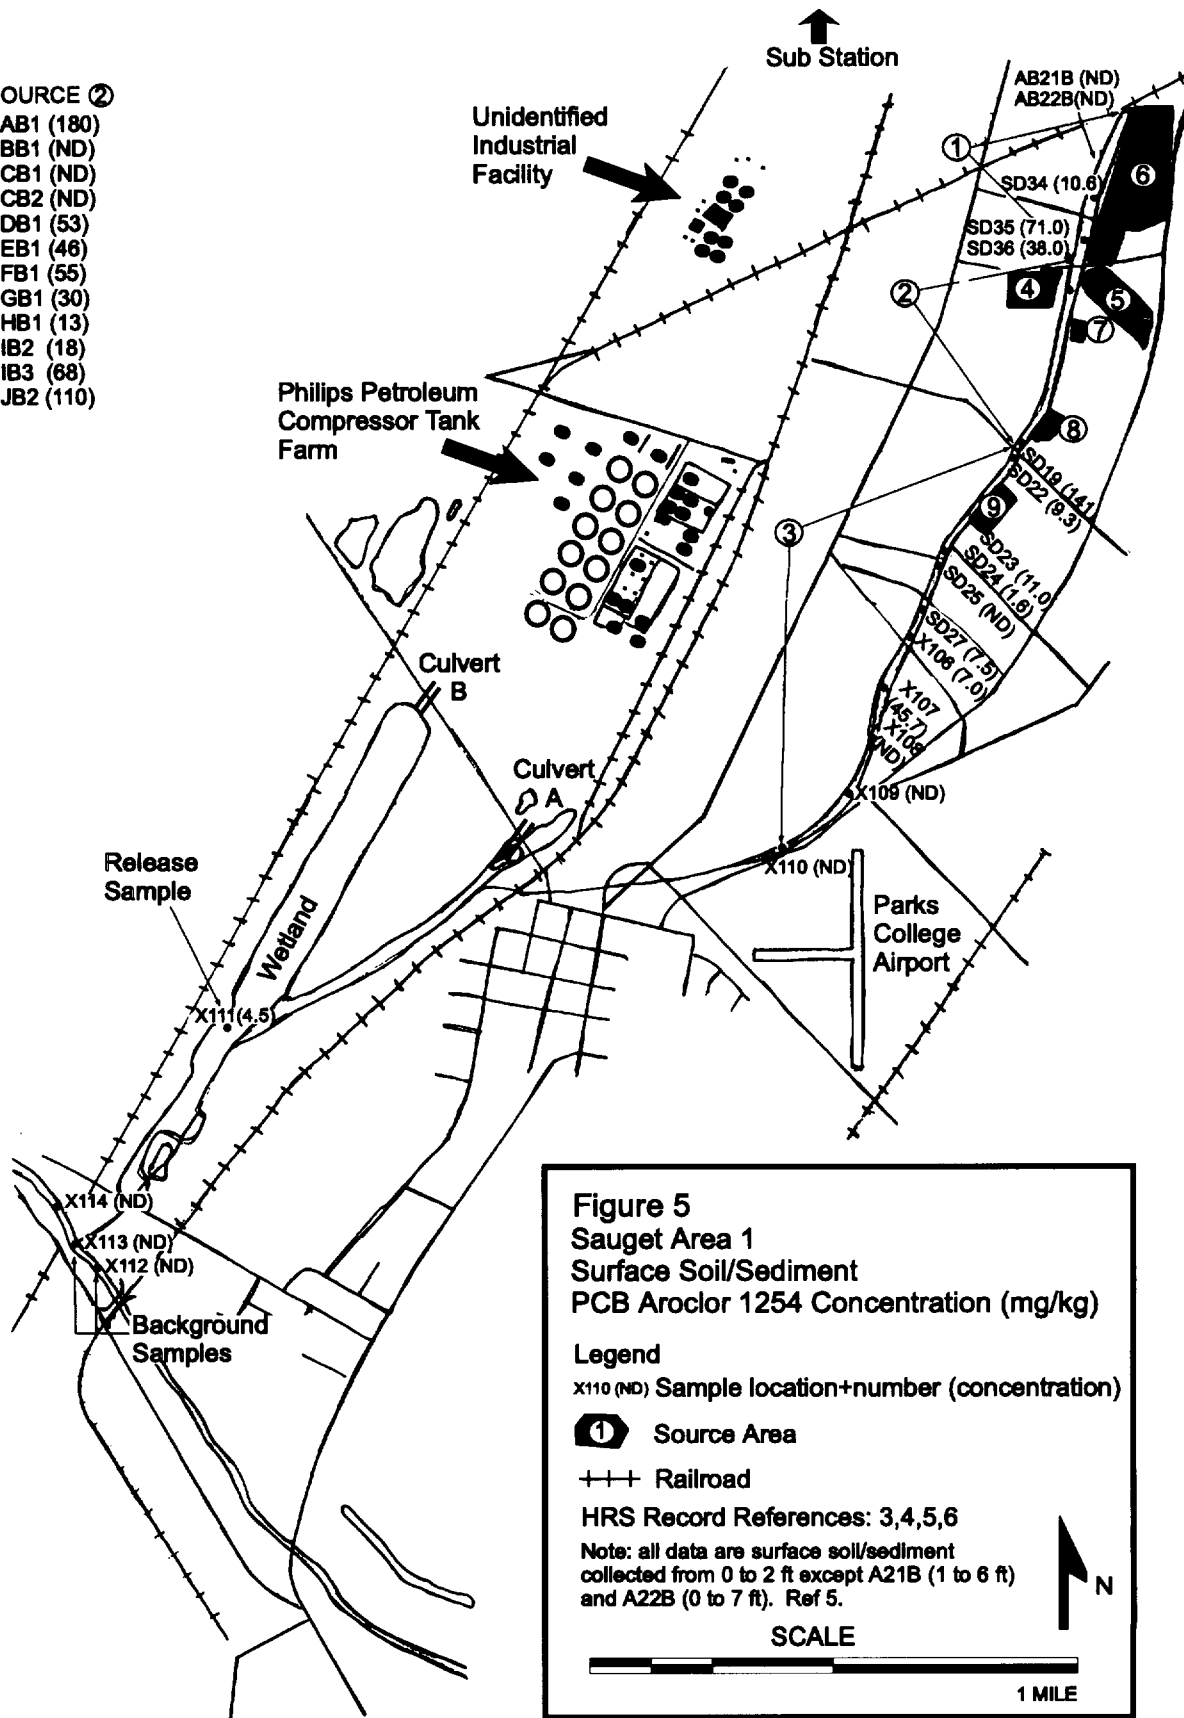 Sub Station
OURCE ②
AB1 (180)
BB1 (ND)
CB1 (ND)
CB2 (ND)
DB1 (53)
EB1 (46)
FB1 (55)
GB1 (30)
HB1 (13)
IB2 (18)
IB3 (68)
JB2 (110)
Unidentified
Industrial
Facility
AB21B (ND)
AB22B(ND)
①
6
SD34 (10.6)
SD35 (71.0)
SD36 (38.0)
②
4
5
⑦
Philips Petroleum
Compressor Tank
Farm
⑧
SD19 (141
SD22 (9.3)
9
③
SD23 (11.0)
SD24 (1.6)
SD25 (ND)
SD27 (7.5)
X106 (7.0)
X107
(45.7)
X108
(ND)
Culvert
B
Culvert
A
X109 (ND)
X110 (ND)
Release
Sample
Wetland
Parks
College
Airport
X111(4.5)
X114 (ND)
X113 (ND)
X112 (ND)
Background
Samples
Figure 5
Sauget Area 1
Surface Soil/Sediment
PCB Aroclor 1254 Concentration (mg/kg)
Legend
X110 (ND) Sample location+number (concentration)
1 Source Area
Railroad
HRS Record References: 3,4,5,6
Note: all data are surface soil/sediment
collected from 0 to 2 ft except A21B (1 to 6 ft)
and A22B (0 to 7 ft). Ref 5.
N
SCALE
1 MILE